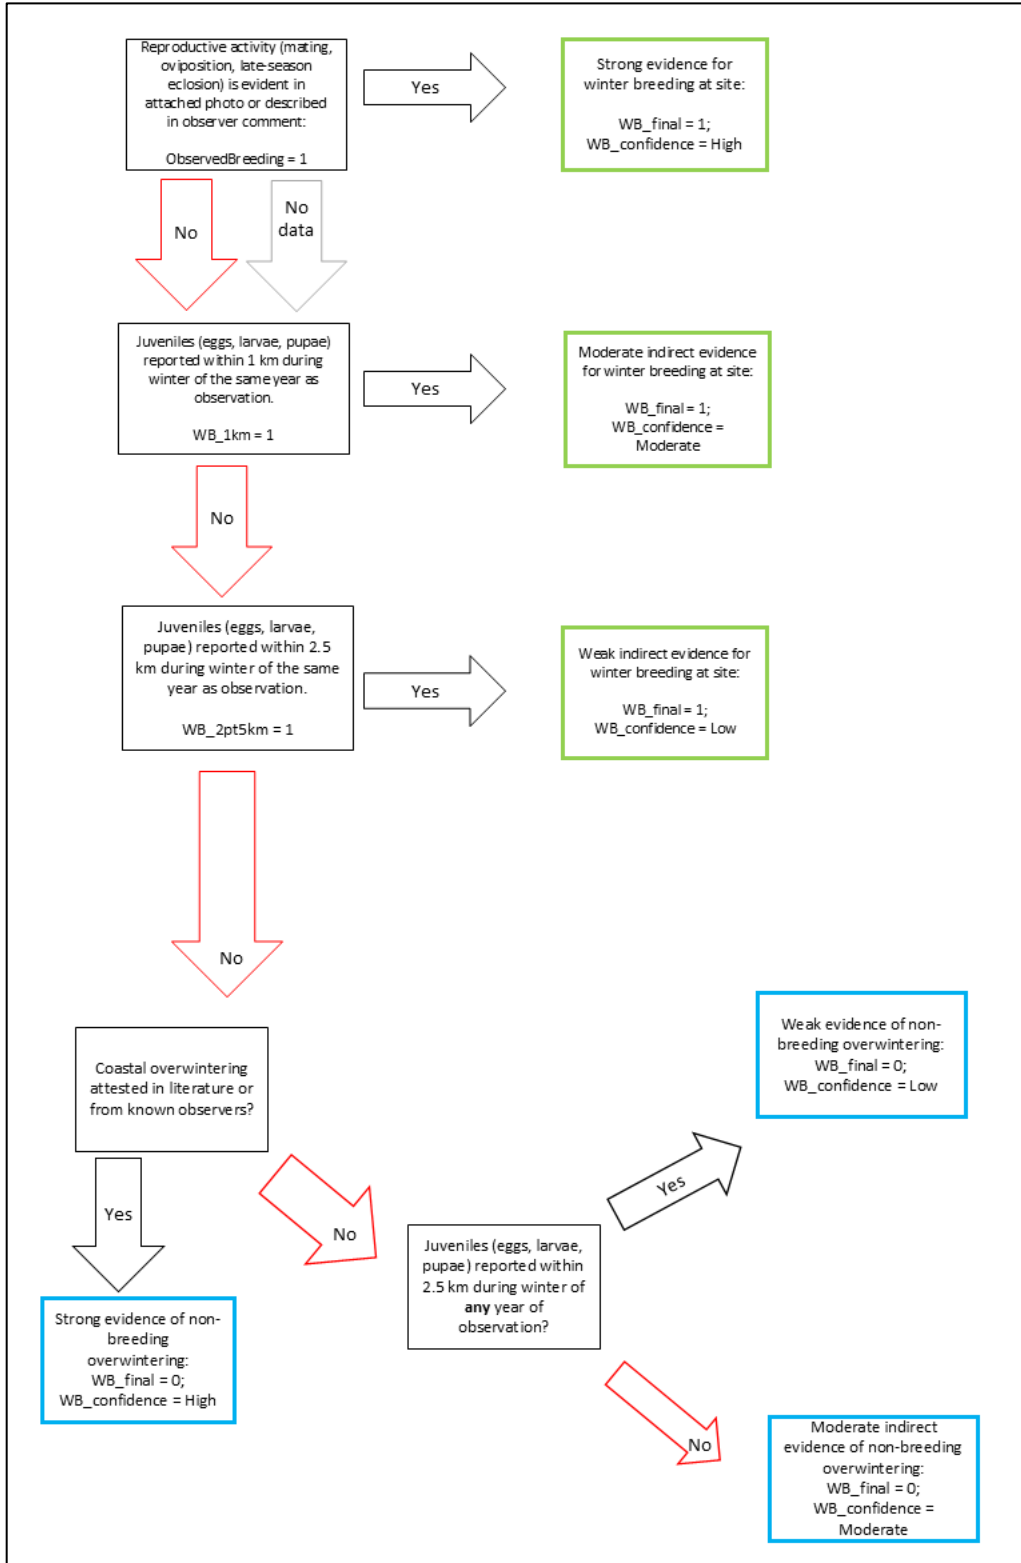 Reproductive activity (mating,
oviposition, late-season
eclosion) is evident in
attached photo or described
in observer comment:
ObservedBreeding = 1
Yes
Strong evidence for
winter breeding at site:
WB_final = 1;
WB_confidence = High
No
No
data
Juveniles (eggs, larvae, pupae)
reported within 1 km during
winter of the same year as
observation.
WB_1km = 1
Yes
Moderate indirect evidence
for winter breeding at site:
WB_final = 1;
WB_confidence =
Moderate
No
Juveniles (eggs, larvae,
pupae) reported within 2.5
km during winter of the same
year as observation.
WB_2pt5km = 1
Yes
Weak indirect evidence for
winter breeding at site:
WB_final = 1;
WB_confidence = Low
No
Coastal overwintering
attested in literature or
from known observers?
Yes
Strong evidence of non-
breeding
overwintering:
WB_final = 0;
WB_confidence = High
No
Juveniles (eggs, larvae,
pupae) reported within
2.5 km during winter of
any year of
observation?
Yes
Weak evidence of non-
breeding overwintering:
WB_final = 0;
WB_confidence = Low
No
Moderate indirect
evidence of non-breeding
overwintering:
WB_final = 0;
WB_confidence =
Moderate